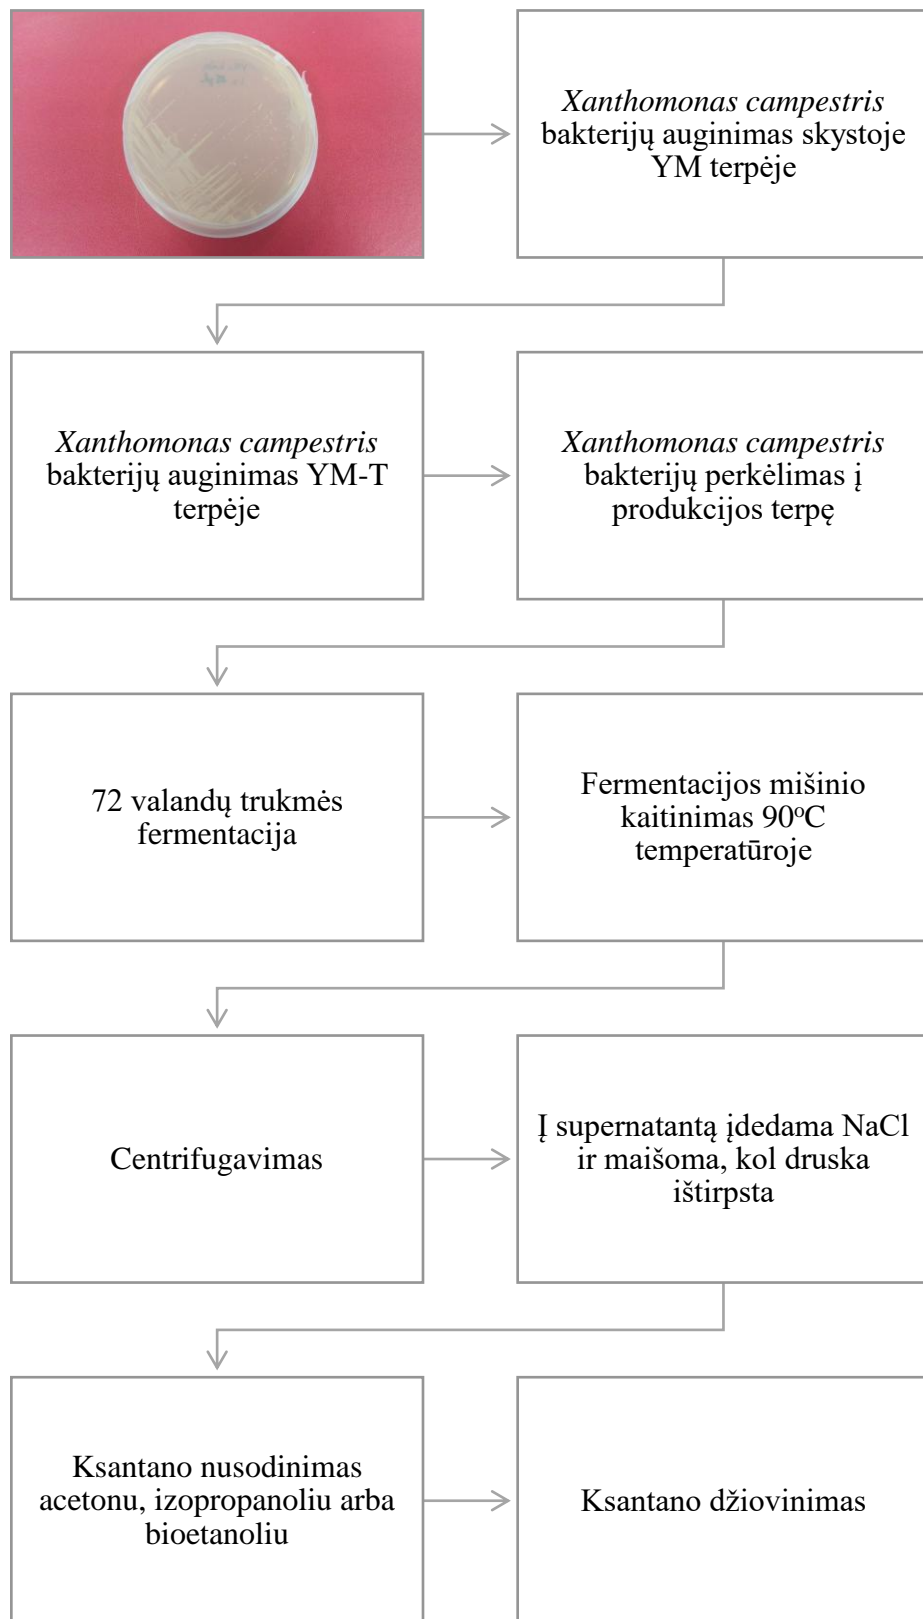 Xanthomonas campestris
bakterijų auginimas skystoje
YM terpėje
Xanthomonas campestris
bakterijų auginimas YM-T
terpėje
Xanthomonas campestris
bakterijų perkėlimas į
produkcijos terpę
72 valandų trukmės
fermentacija
Fermentacijos mišinio
kaitinimas 90°C
temperatūroje
Centrifugavimas
Į supernatantą įdedama NaCl
ir maišoma, kol druska
ištirpsta
Ksantano nusodinimas
acetonu, izopropanoliu arba
bioetanoliu
Ksantano džiovinimas